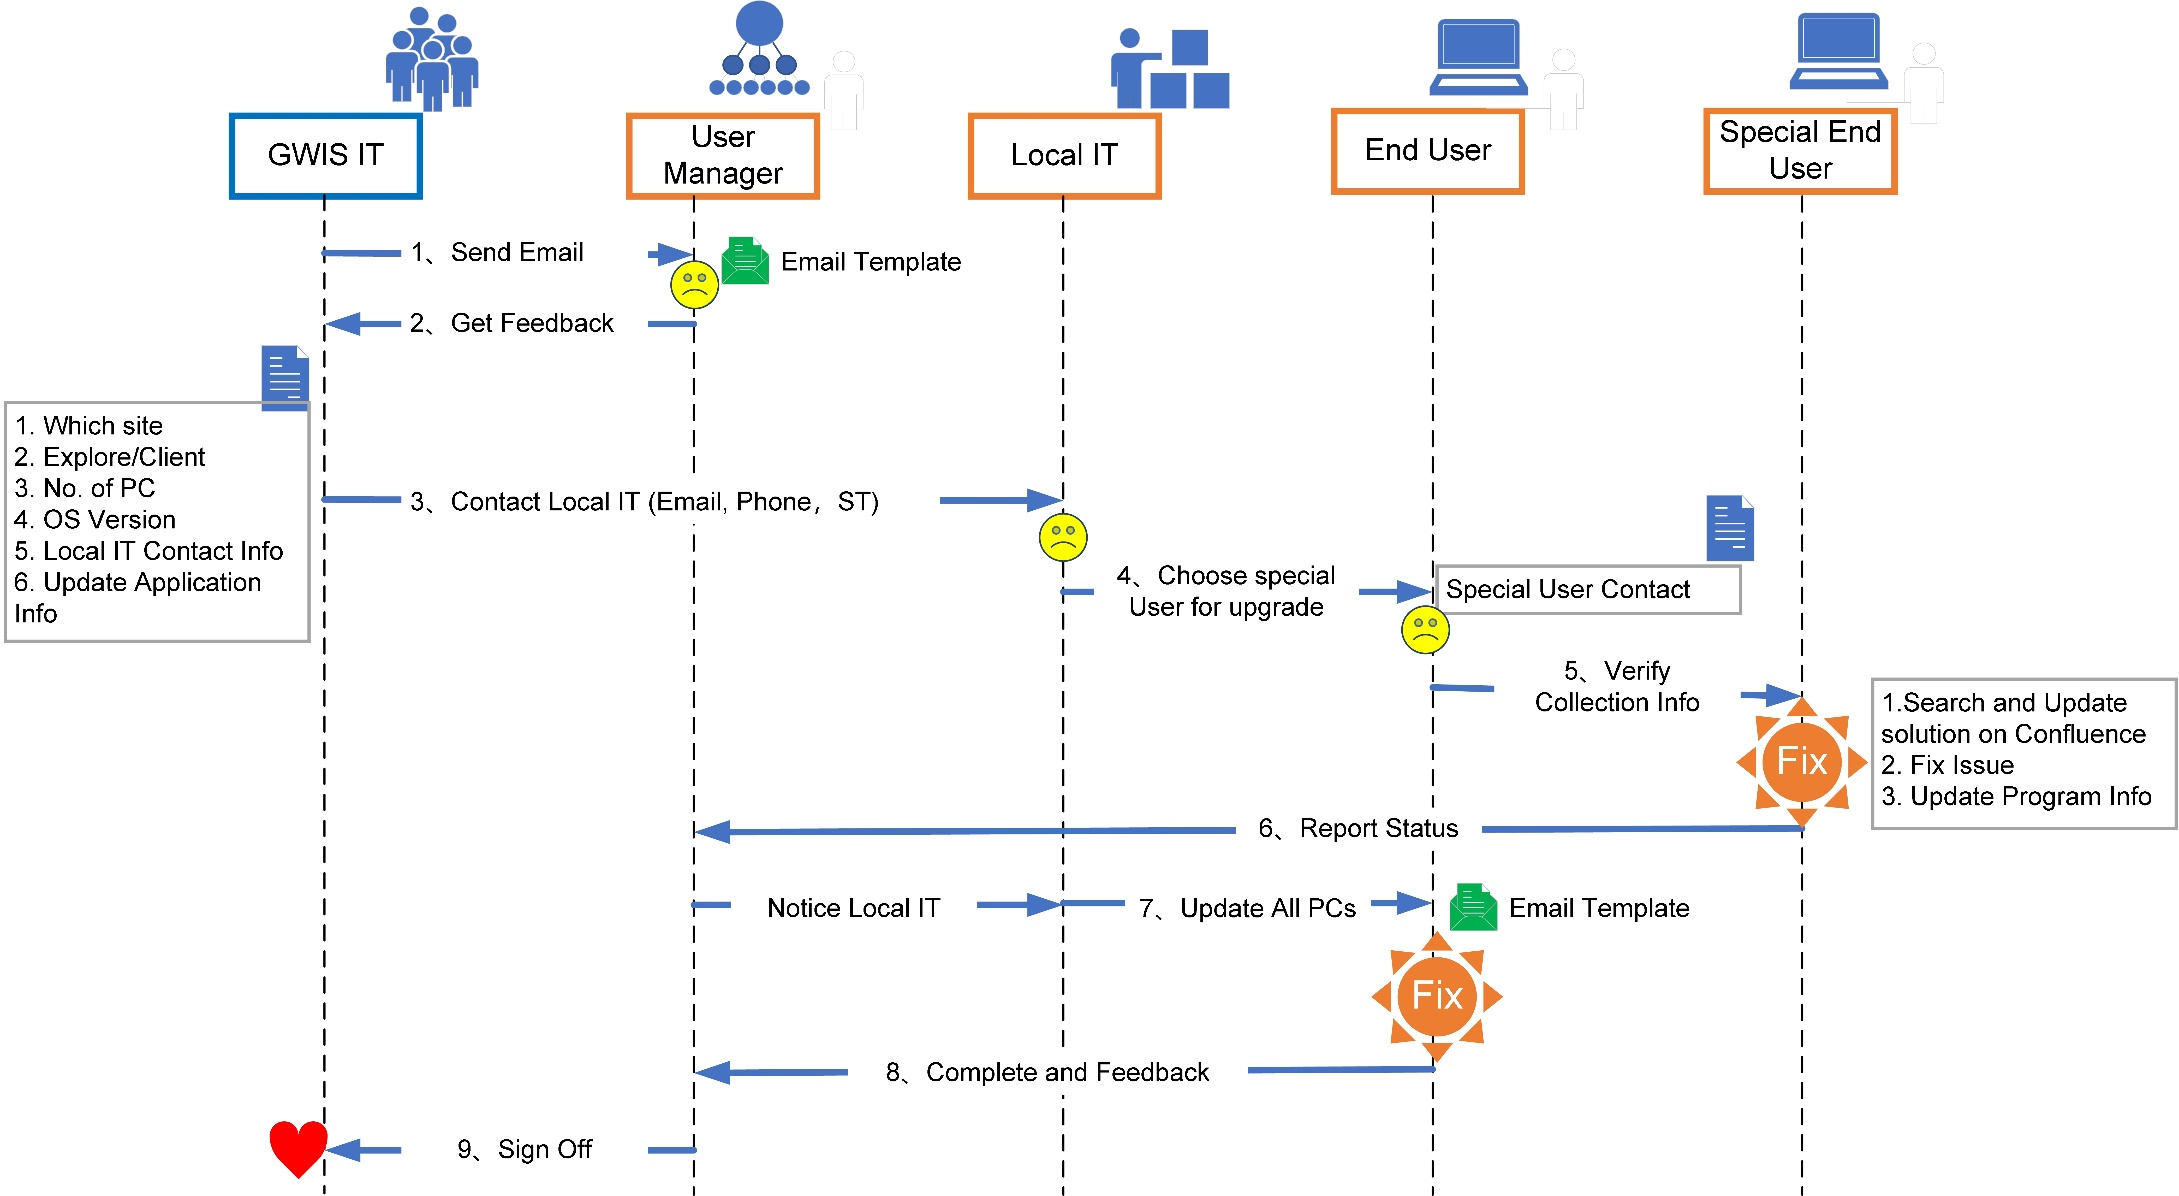 GWIS IT
User
Manager
Local IT
End User
Special End
User
1、Send Email
Email Template
2、Get Feedback
1. Which site
2. Explore/Client
3. No. of PC
4. OS Version
5. Local IT Contact Info
6. Update Application
Info
3、Contact Local IT (Email, Phone，ST)
4、Choose special
User for upgrade
Special User Contact
5、Verify
Collection Info
1.Search and Update
solution on Confluence
2. Fix Issue
3. Update Program Info
Fix
6、Report Status
Notice Local IT
7、Update All PCs
Email Template
Fix
8、Complete and Feedback
9、Sign Off